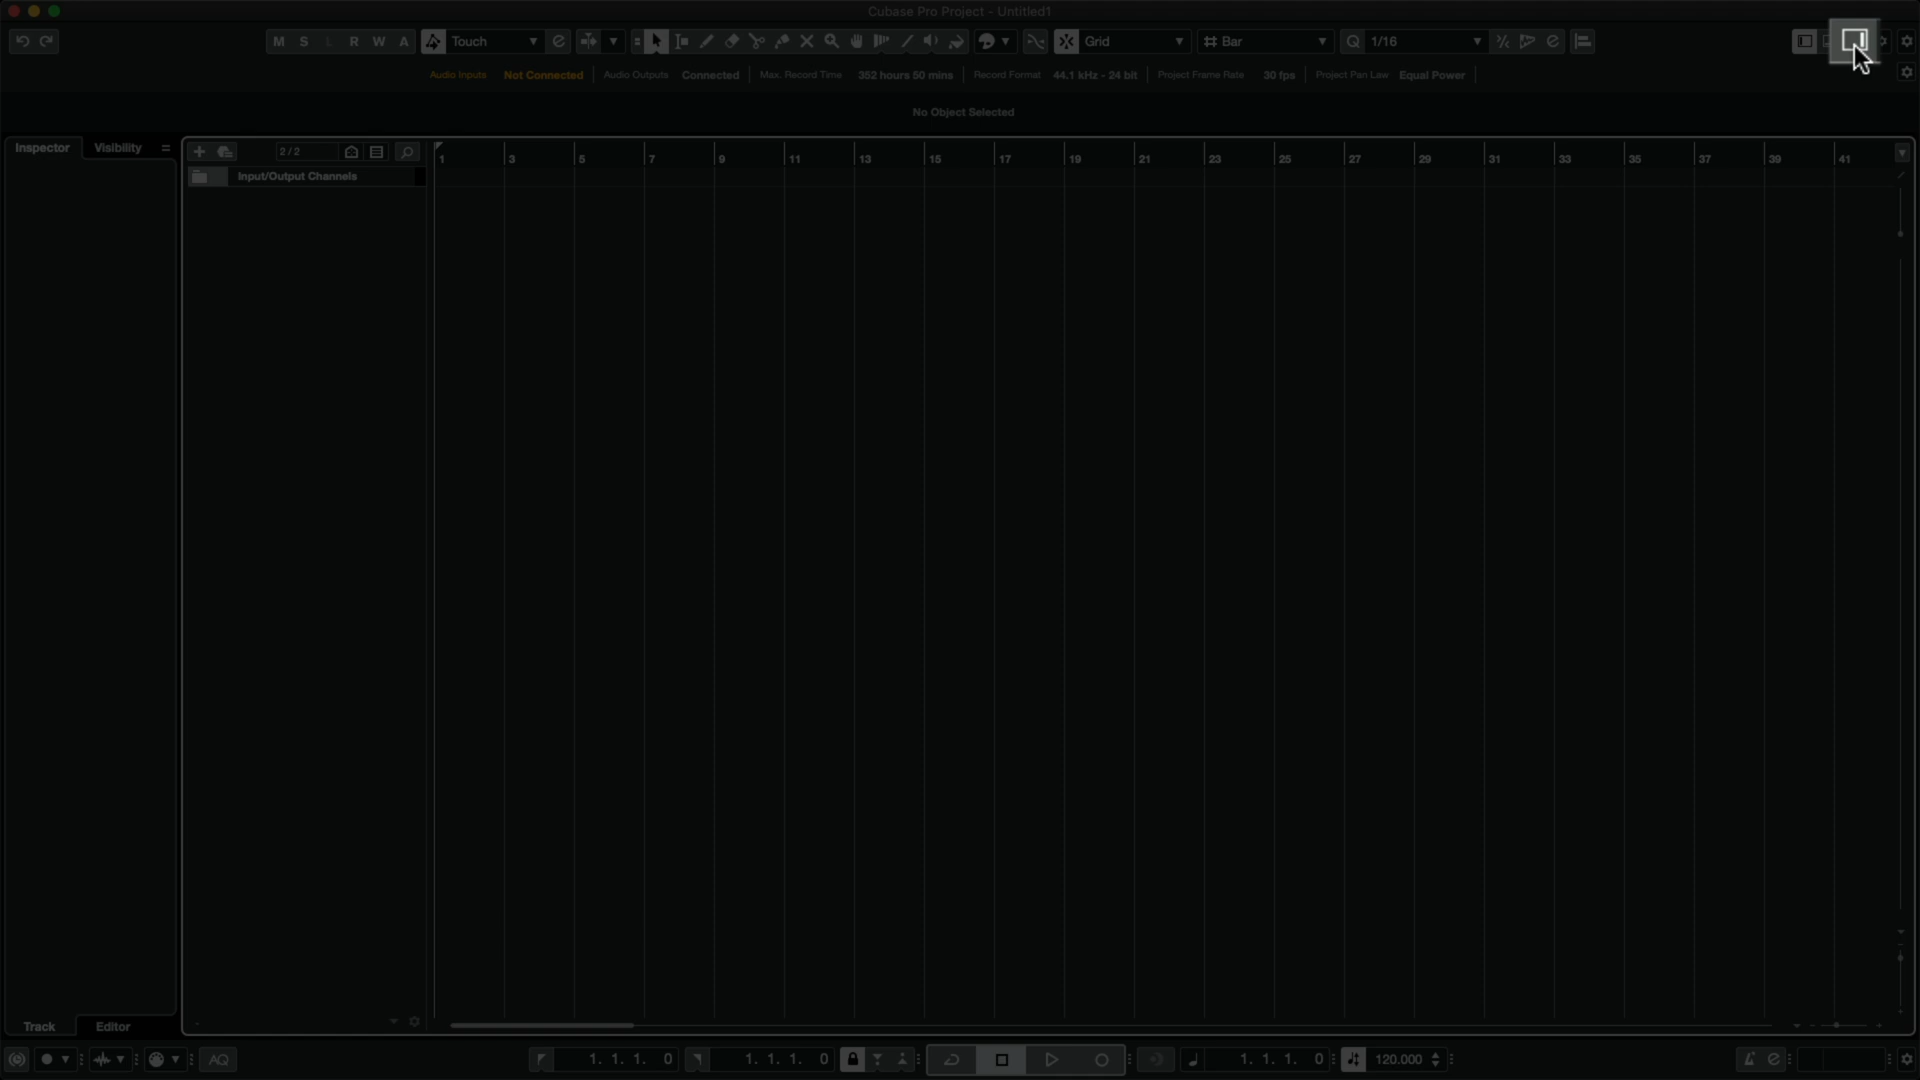 Cubase Pro Project - Untitled1
M S L R W A Touch Grid Bar Q 1/16
Audio Inputs Not Connected Audio Outputs Connected Max. Record Time 352 hours 50 mins Record Format 44.1 kHz - 24 bit Project Frame Rate 30 fps Project Pan Law Equal Power
No Object Selected
Inspector Visibility
2 / 2
1 3 5 7 9 11 13 15 17 19 21 23 25 27 29 31 33 35 37 39 41
Input/Output Channels
Track Editor
AQ 1. 1. 1. 0 1. 1. 1. 0 1. 1. 1. 0 120.000